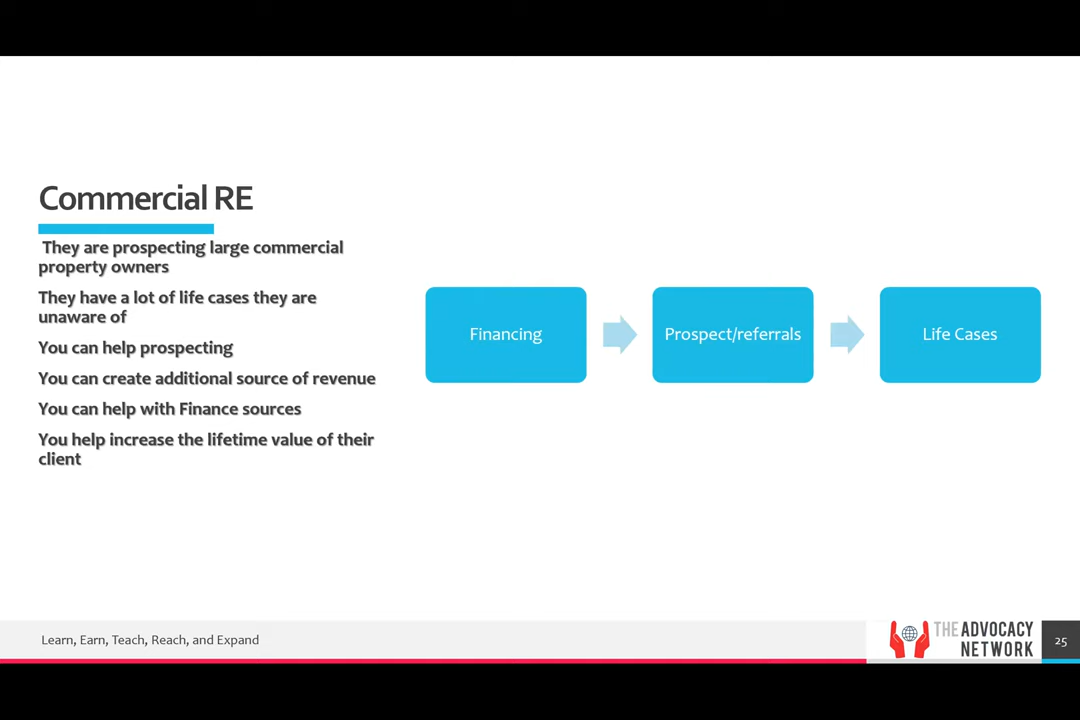 Commercial RE
They are prospecting large commercial
property owners
They have a lot of life cases they are
unaware of
You can help prospecting
You can create additional source of revenue
You can help with Finance sources
You help increase the lifetime value of their
client
Financing
Prospect/referrals
Life Cases
Learn, Earn, Teach, Reach, and Expand
THE ADVOCACY
NETWORK
25